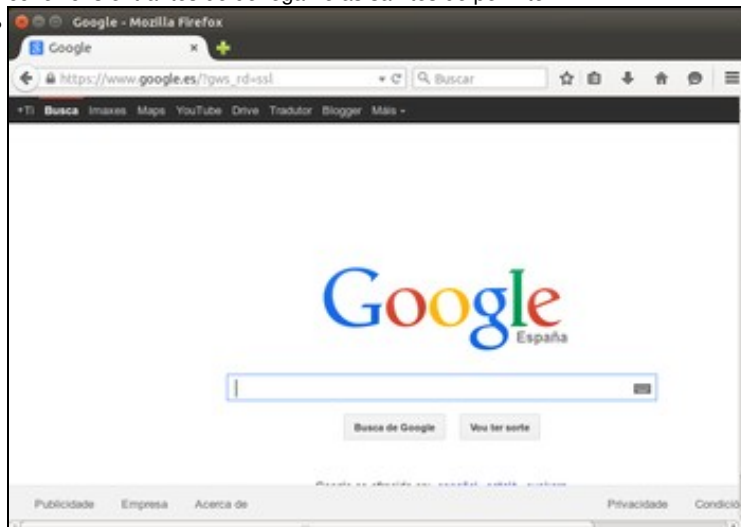 Google - Mozilla Firefox
Google
https://www.google.es/?gws_rd=ssl
Buscar
+Ti Busca Imaxes Maps YouTube Drive Tradutor Blogger Máis
Google
España
Busca de Google Vou ter sorte
Publicidade Empresa Acerca de Privacidade Condició